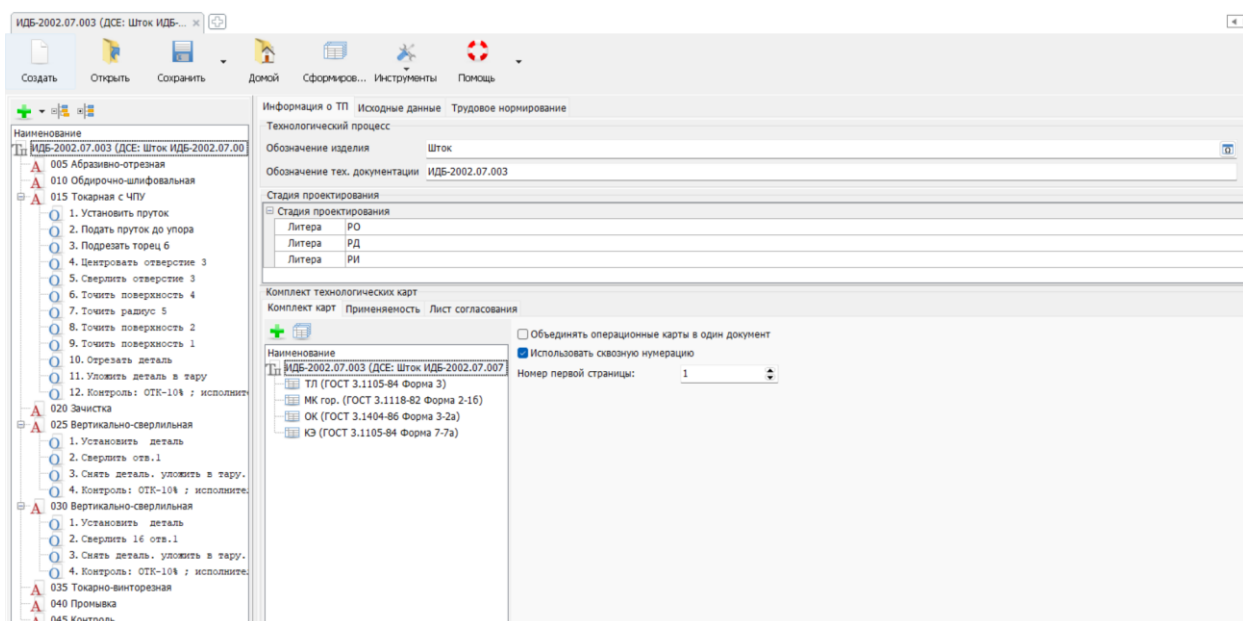 ИДБ-2002.07.003 (ДСЕ: Шток ИДБ-...
Создать Открыть Сохранить Домой Сформиров... Инструменты Помощь
Наименование
ИДБ-2002.07.003 (ДСЕ: Шток ИДБ-2002.07.00
005 Абразивно-отрезная
010 Обдирочно-шлифовальная
015 Токарная с ЧПУ
1. Установить пруток
2. Подать пруток до упора
3. Подрезать торец 6
4. Центровать отверстие 3
5. Сверлить отверстие 3
6. Точить поверхность 4
7. Точить радиус 5
8. Точить поверхность 2
9. Точить поверхность 1
10. Отрезать деталь
11. Уложить деталь в тару
12. Контроль: ОТК-10% ; исполните
020 Зачистка
025 Вертикально-сверлильная
1. Установить деталь
2. Сверлить отв.1
3. Снять деталь. уложить в тару.
4. Контроль: ОТК-10% ; исполните.
030 Вертикально-сверлильная
1. Установить деталь
2. Сверлить 16 отв.1
3. Снять деталь. уложить в тару.
4. Контроль: ОТК-10% ; исполните.
035 Токарно-винторезная
040 Промывка
045 Контроль
Информация о ТП Исходные данные Трудовое нормирование
Технологический процесс
Обозначение изделия Шток
Обозначение тех. документации ИДБ-2002.07.003
Стадия проектирования
Стадия проектирования
Литера РО
Литера РД
Литера РИ
Комплект технологических карт
Комплект карт Применяемость Лист согласования
Наименование
ИДБ-2002.07.003 (ДСЕ: Шток ИДБ-2002.07.007
ТЛ (ГОСТ 3.1105-84 Форма 3)
МК гор. (ГОСТ 3.1118-82 Форма 2-1б)
ОК (ГОСТ 3.1404-86 Форма 3-2а)
КЭ (ГОСТ 3.1105-84 Форма 7-7а)
Объединять операционные карты в один документ
Использовать сквозную нумерацию
Номер первой страницы: 1